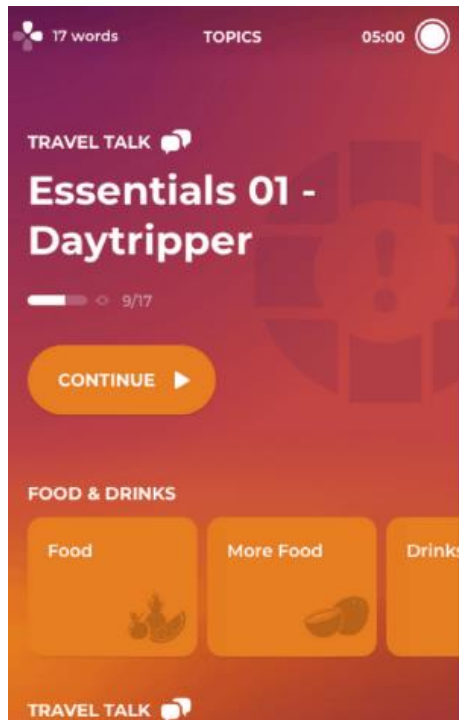 17 words
TOPICS
05:00
TRAVEL TALK
Essentials 01 -
Daytripper
9/17
CONTINUE
FOOD & DRINKS
Food
More Food
Drinks
TRAVEL TALK